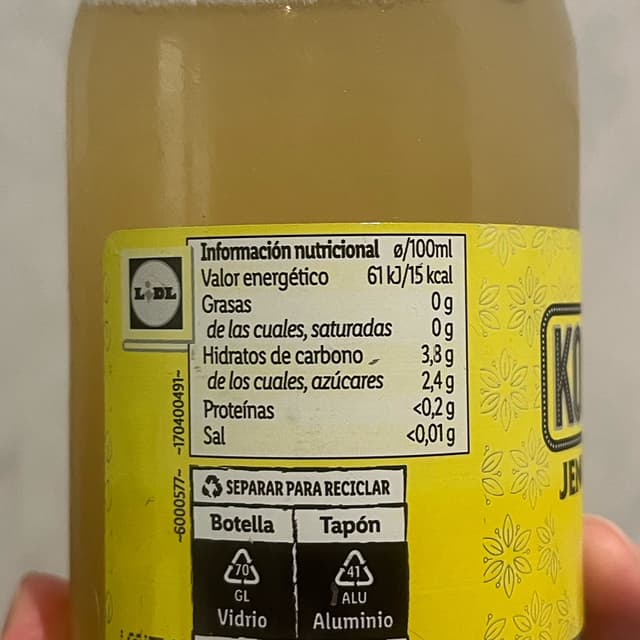 Información nutricional ø/100ml
Valor energético 61 kJ/15 kcal
Grasas 0 g
de las cuales, saturadas 0 g
Hidratos de carbono 3,8 g
de los cuales, azúcares 2,4 g
Proteínas <0,2 g
Sal <0,01 g
LIDL
~6000577~ ~170400491~
SEPARAR PARA RECICLAR
Botella Tapón
70 41
GL ALU
Vidrio Aluminio
KO
JEN